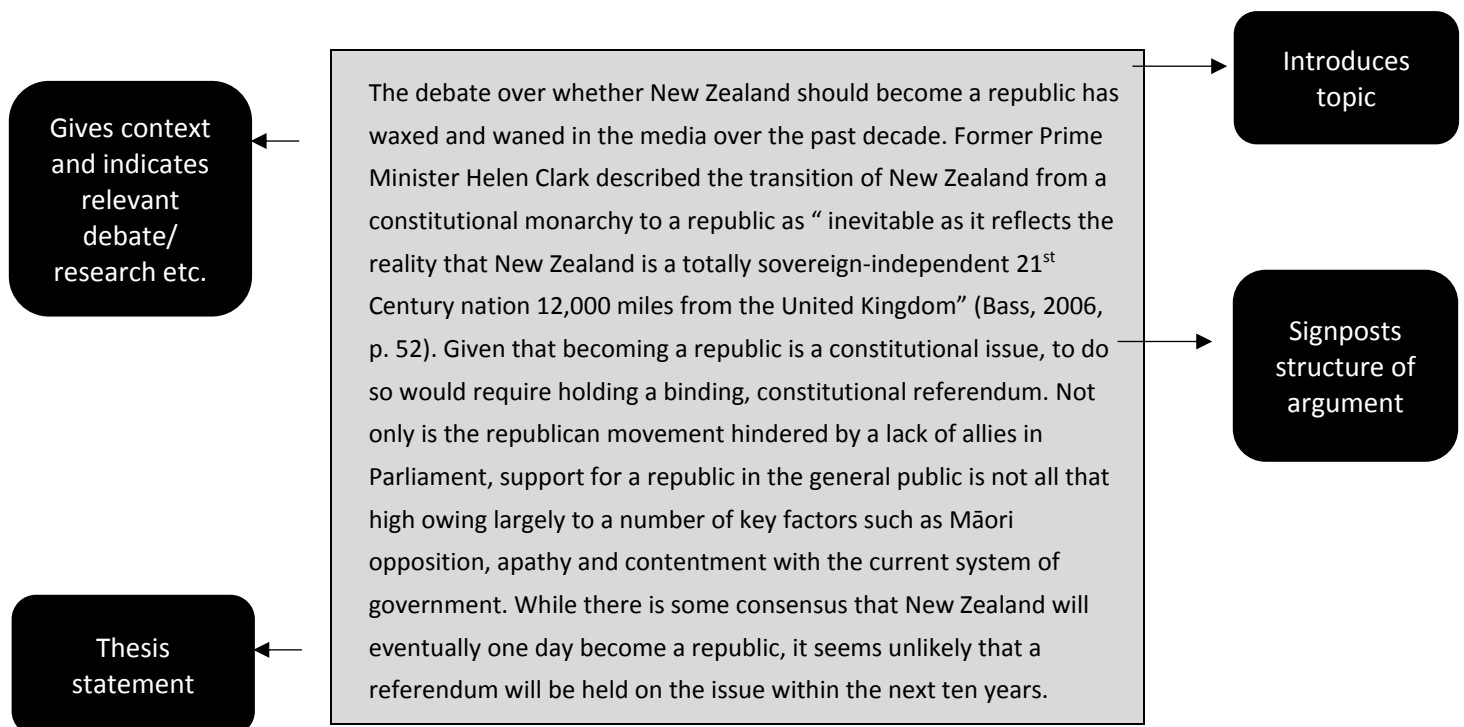 Introduces
topic
Gives context
and indicates
relevant
debate/
research etc.
The debate over whether New Zealand should become a republic has
waxed and waned in the media over the past decade. Former Prime
Minister Helen Clark described the transition of New Zealand from a
constitutional monarchy to a republic as “ inevitable as it reflects the
reality that New Zealand is a totally sovereign-independent 21st
Century nation 12,000 miles from the United Kingdom” (Bass, 2006,
p. 52). Given that becoming a republic is a constitutional issue, to do
so would require holding a binding, constitutional referendum. Not
only is the republican movement hindered by a lack of allies in
Parliament, support for a republic in the general public is not all that
high owing largely to a number of key factors such as Māori
opposition, apathy and contentment with the current system of
government. While there is some consensus that New Zealand will
eventually one day become a republic, it seems unlikely that a
referendum will be held on the issue within the next ten years.
Signposts
structure of
argument
Thesis
statement